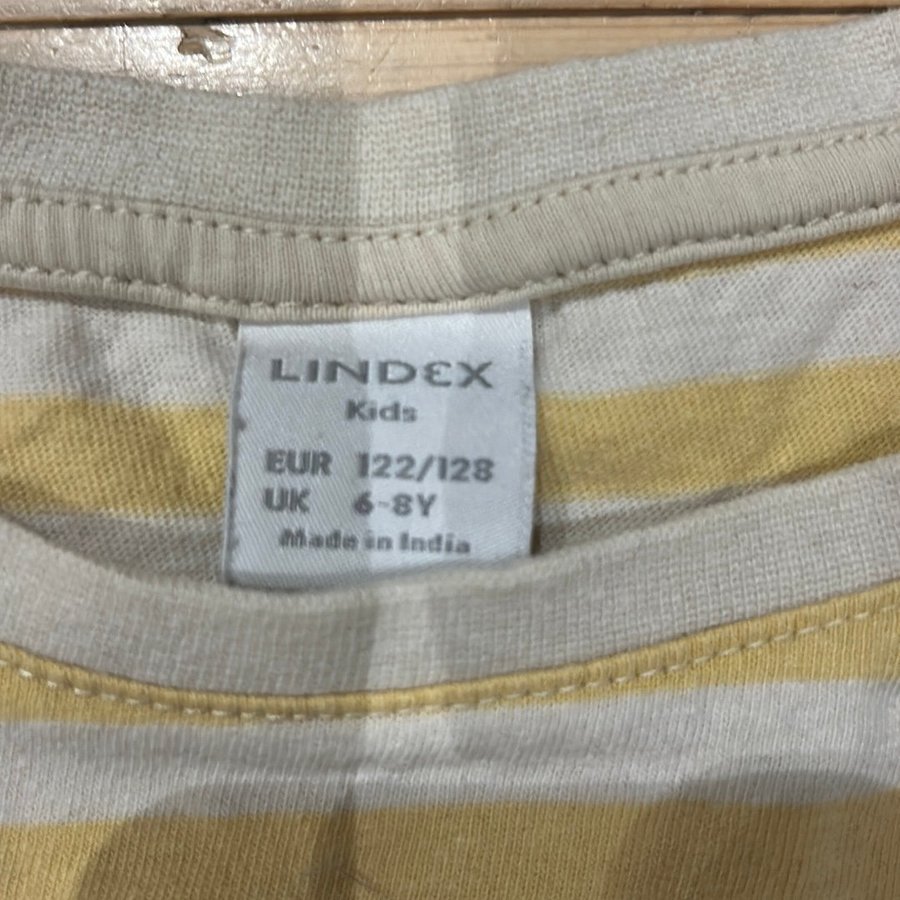 LINDEX
Kids
EUR 122/128
UK 6-8Y
Made in India